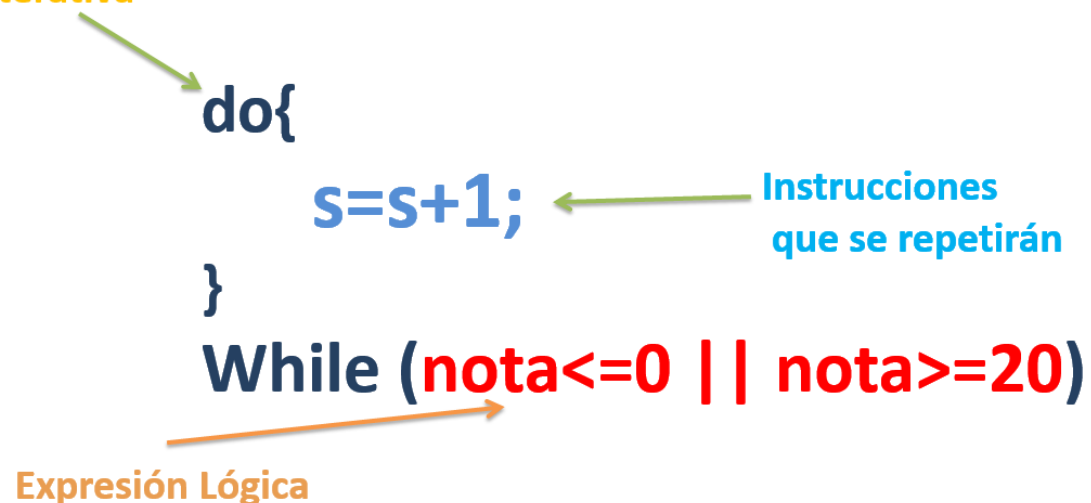 do{
s=s+1;
Instrucciones
que se repetirán
}
While (nota<=0 || nota>=20)
Expresión Lógica